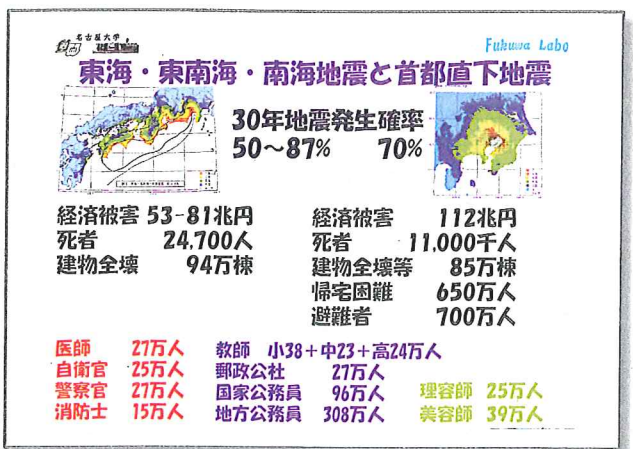 名古屋大学
Fukuwa Labo
東海・東南海・南海地震と首都直下地震
30年地震発生確率
50～87% 70%
経済被害 53-81兆円
死者 24,700人
建物全壊 94万棟
経済被害 112兆円
死者 11,000千人
建物全壊等 85万棟
帰宅困難 650万人
避難者 700万人
医師 27万人
自衛官 25万人
警察官 27万人
消防士 15万人
教師 小38+中23+高24万人
郵政公社 27万人
国家公務員 96万人
地方公務員 308万人
理容師 25万人
美容師 39万人